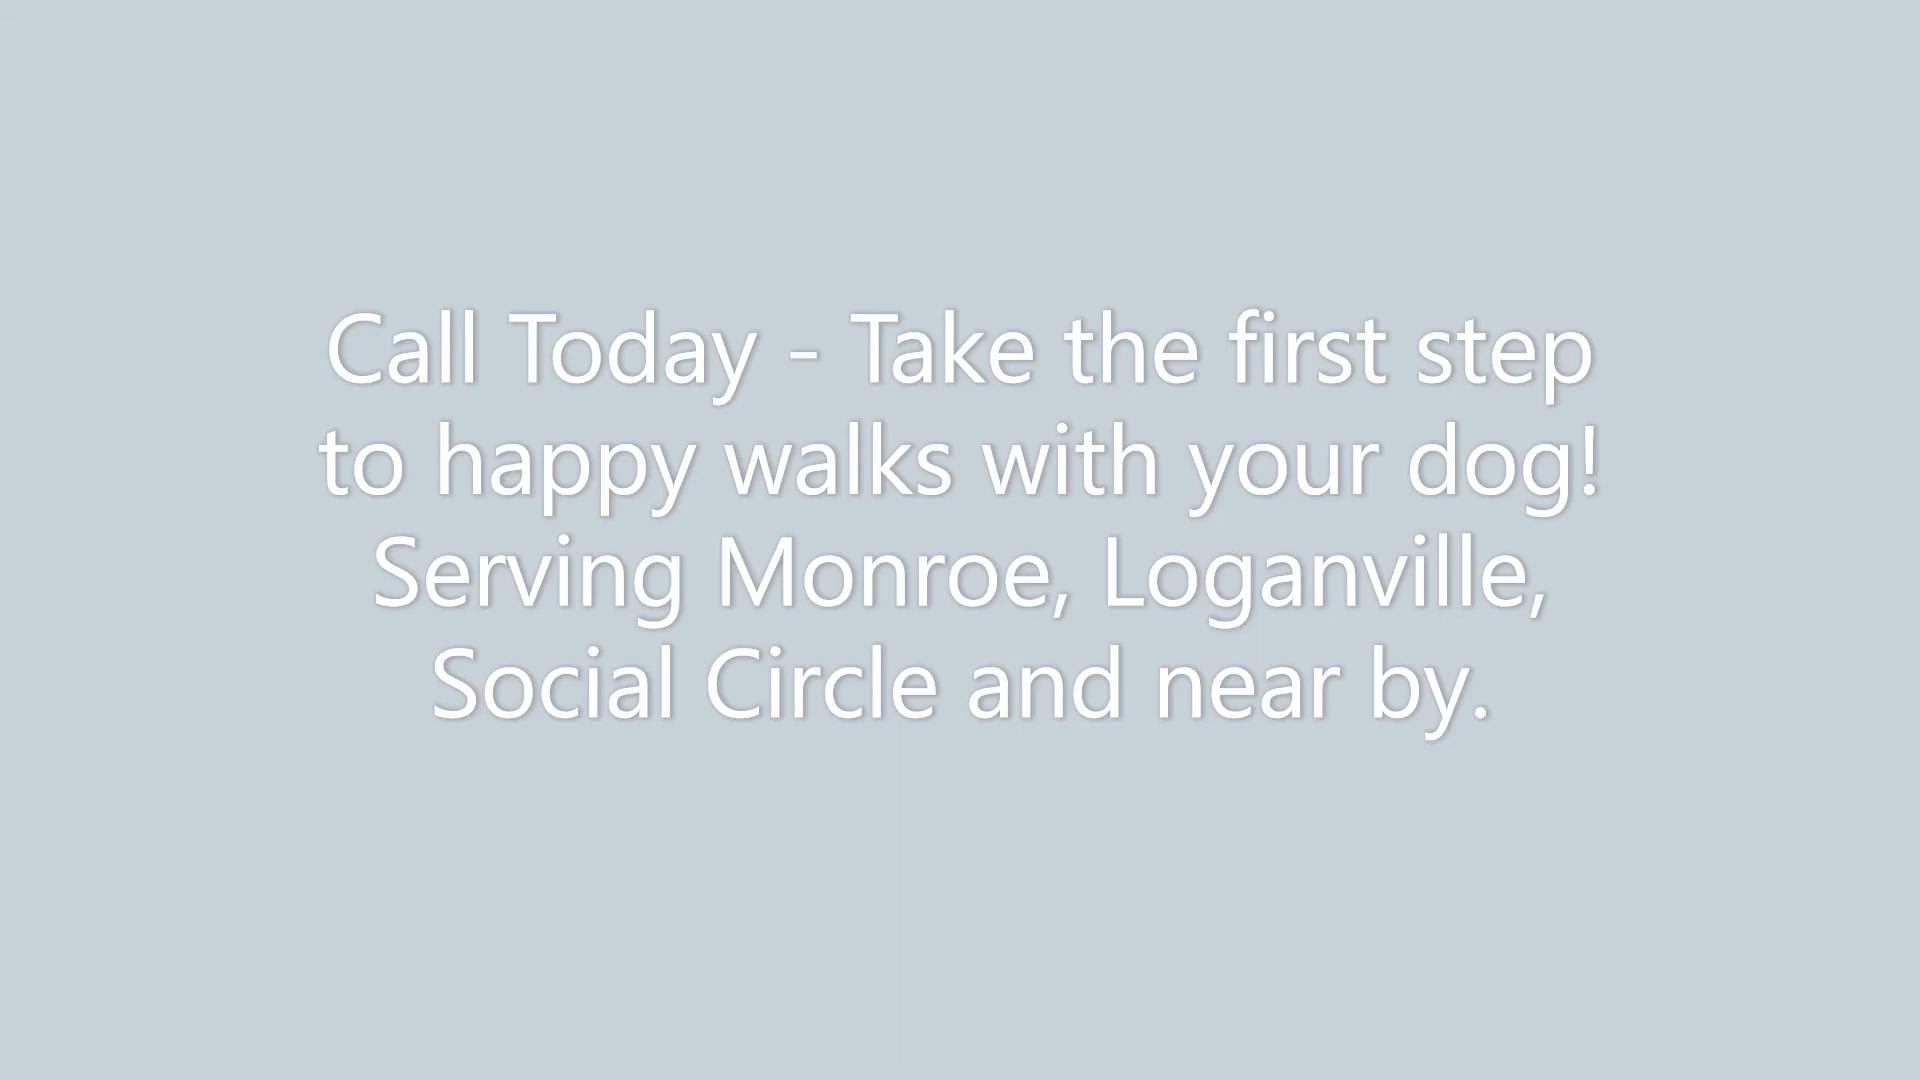 Call Today - Take the first step
to happy walks with your dog!
Serving Monroe, Loganville,
Social Circle and near by.